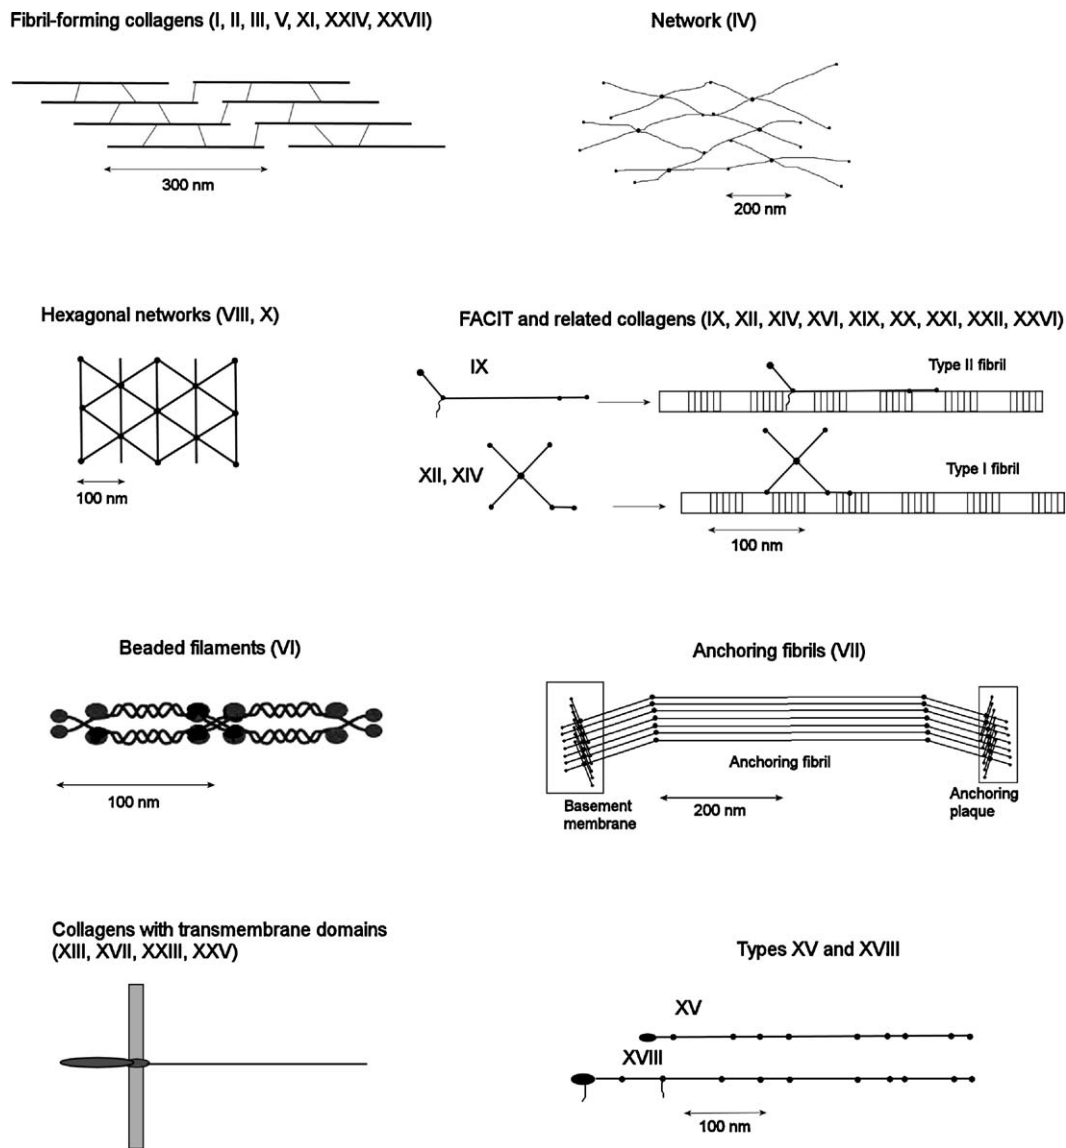 Fibril-forming collagens (I, II, III, V, XI, XXIV, XXVII)
300 nm
Network (IV)
200 nm
Hexagonal networks (VIII, X)
100 nm
FACIT and related collagens (IX, XII, XIV, XVI, XIX, XX, XXI, XXII, XXVI)
IX
Type II fibril
XII, XIV
Type I fibril
100 nm
Beaded filaments (VI)
100 nm
Anchoring fibrils (VII)
Anchoring fibril
200 nm
Basement
membrane
Anchoring
plaque
Collagens with transmembrane domains
(XIII, XVII, XXIII, XXV)
Types XV and XVIII
XV
XVIII
100 nm